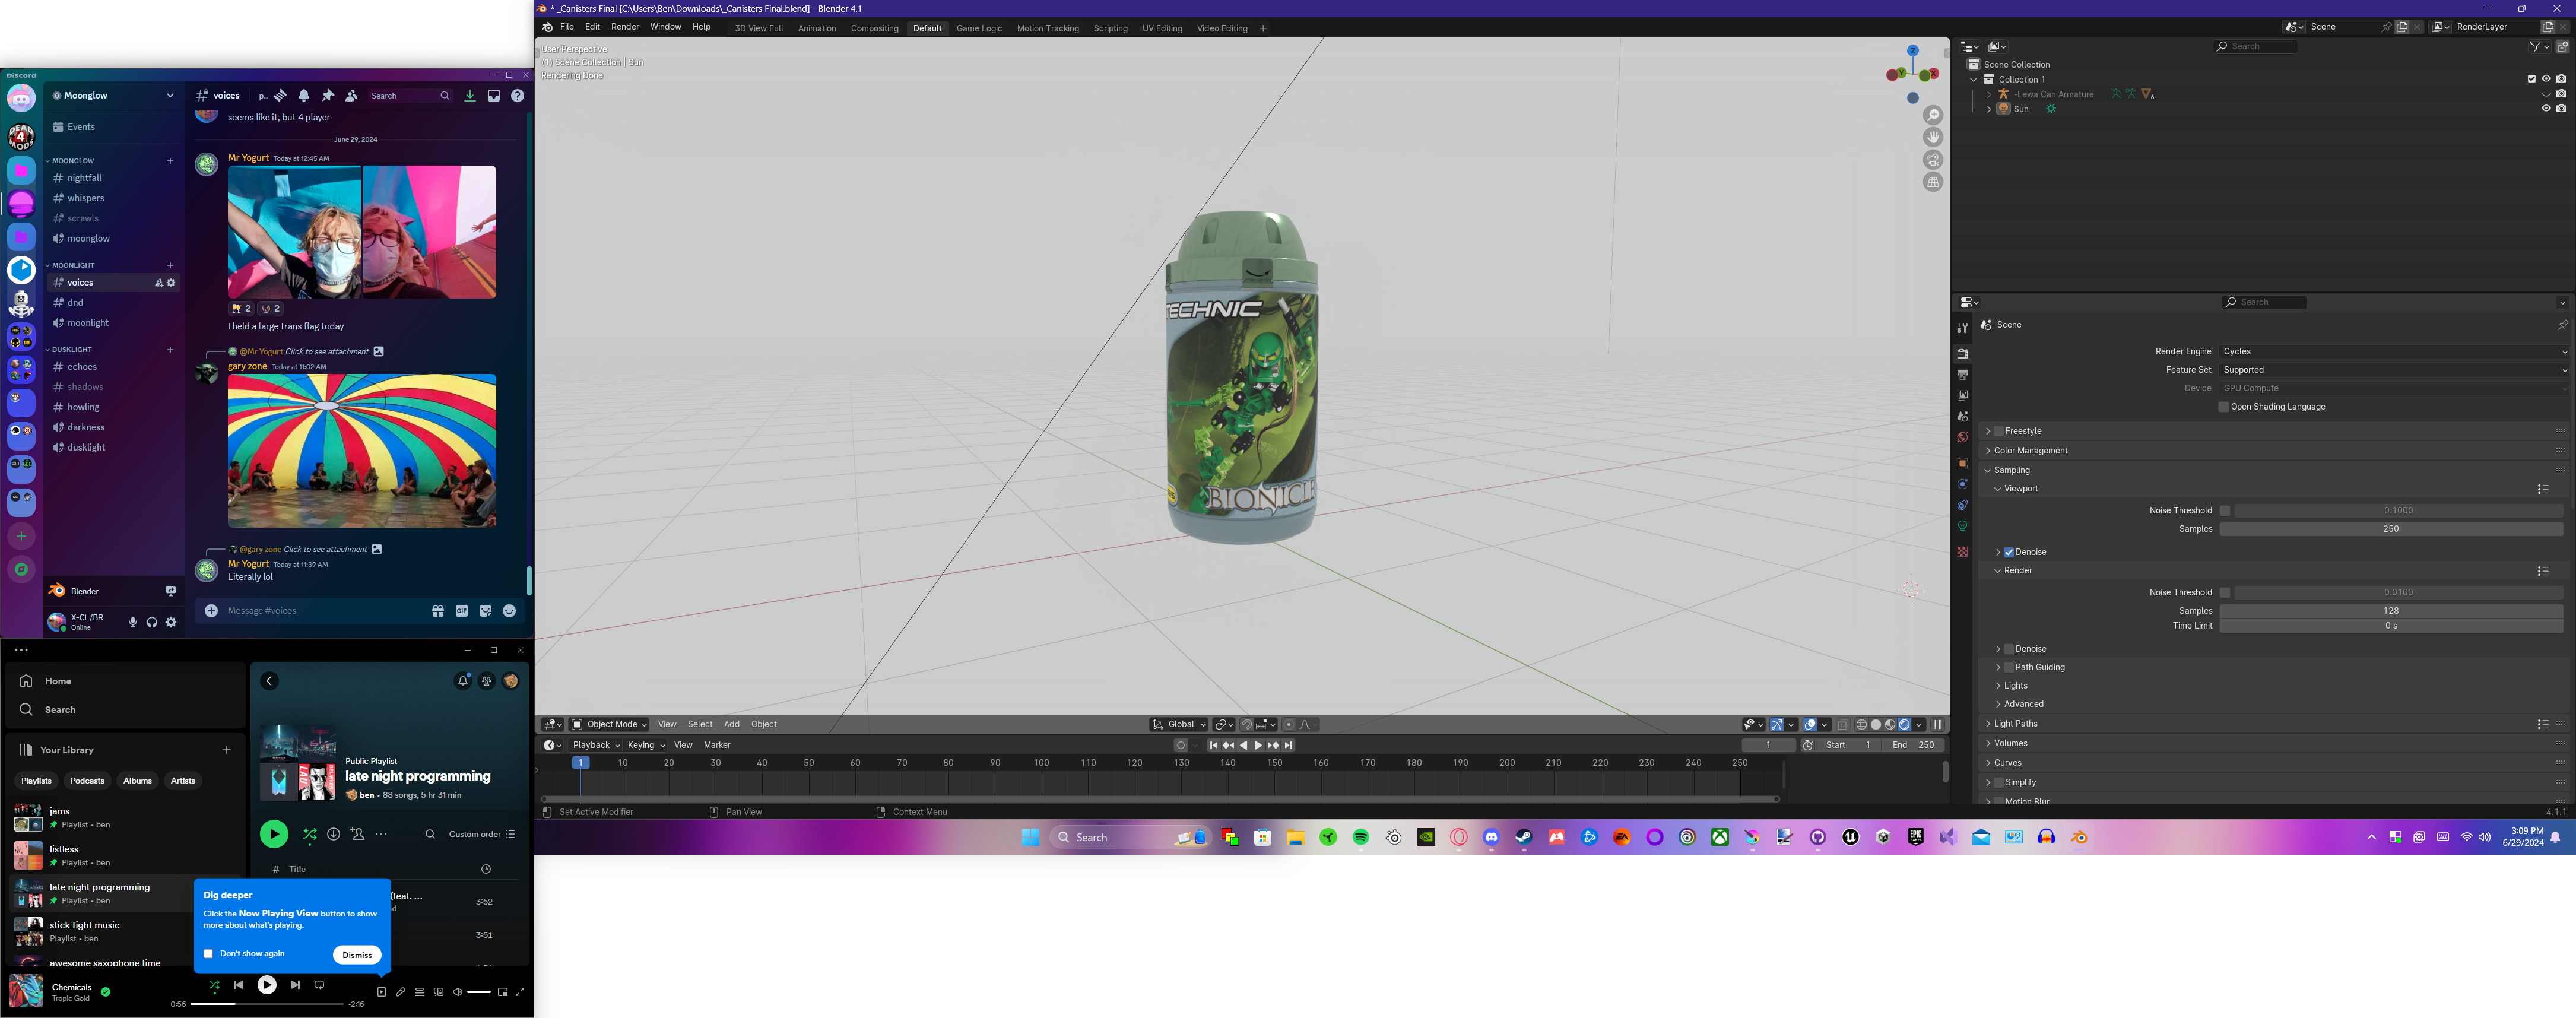 * _Canisters Final [C:\Users\Ben\Downloads\_Canisters Final.blend] - Blender 4.1
File Edit Render Window Help
3D View Full Animation Compositing Default Game Logic Motion Tracking Scripting UV Editing Video Editing +
Scene
RenderLayer
User Perspective
(1) Scene Collection | Sun
Rendering Done
Z
Y
X
TECHNIC
BIONICLE
Object Mode View Select Add Object
Global
Playback Keying View Marker
1
Start 1
End 250
1 10 20 30 40 50 60 70 80 90 100 110 120 130 140 150 160 170 180 190 200 210 220 230 240 250
Set Active Modifier
Pan View
Context Menu
4.1.1
Search
Scene Collection
Collection 1
-Lewa Can Armature
6
Sun
Search
Scene
Render Engine Cycles
Feature Set Supported
Device GPU Compute
Open Shading Language
Freestyle
Color Management
Sampling
Viewport
Noise Threshold 0.1000
Samples 250
Denoise
Render
Noise Threshold 0.0100
Samples 128
Time Limit 0 s
Denoise
Path Guiding
Lights
Advanced
Light Paths
Volumes
Curves
Simplify
Motion Blur
Discord
DEAD
4
MODS
Moonglow
Events
MOONGLOW
nightfall
whispers
scrawls
moonglow
MOONLIGHT
voices
dnd
moonlight
DUSKLIGHT
echoes
shadows
howling
darkness
dusklight
Blender
X-CL/BR
Online
voices
p...
Search
seems like it, but 4 player
June 29, 2024
Mr Yogurt Today at 12:45 AM
2
2
I held a large trans flag today
@Mr Yogurt Click to see attachment
gary zone Today at 11:02 AM
@gary zone Click to see attachment
Mr Yogurt Today at 11:39 AM
Literally lol
Message #voices
GIF
Home
Search
Your Library
Playlists Podcasts Albums Artists
jams
Playlist • ben
listless
Playlist • ben
late night programming
Playlist • ben
stick fight music
Playlist • ben
awesome saxophone time
Public Playlist
late night programming
ben • 88 songs, 5 hr 31 min
Custom order
# Title
(feat. ...
3:52
3:51
Dig deeper
Click the Now Playing View button to show
more about what's playing.
Don't show again
Dismiss
Chemicals
Tropic Gold
0:56
-2:16
Search
EPIC
GAMES
3:09 PM
6/29/2024